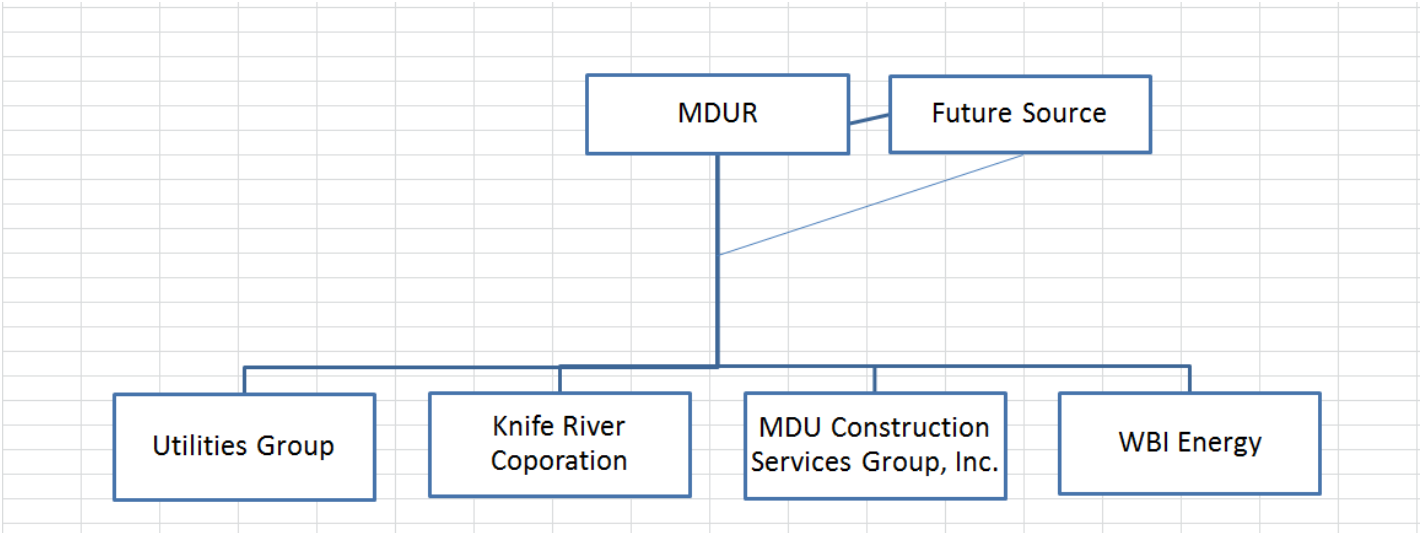 MDUR
Future Source
Utilities Group
Knife River
Coporation
MDU Construction
Services Group, Inc.
WBI Energy